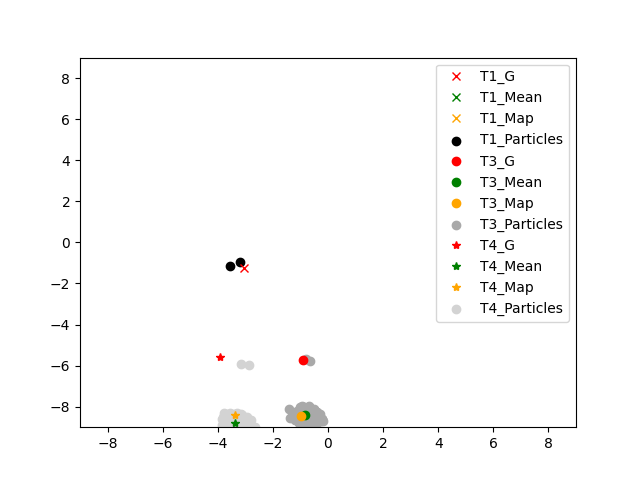 8
6
4
2
0
−2
−4
−6
−8
−8 −6 −4 −2 0 2 4 6 8
T1_G
T1_Mean
T1_Map
T1_Particles
T3_G
T3_Mean
T3_Map
T3_Particles
T4_G
T4_Mean
T4_Map
T4_Particles